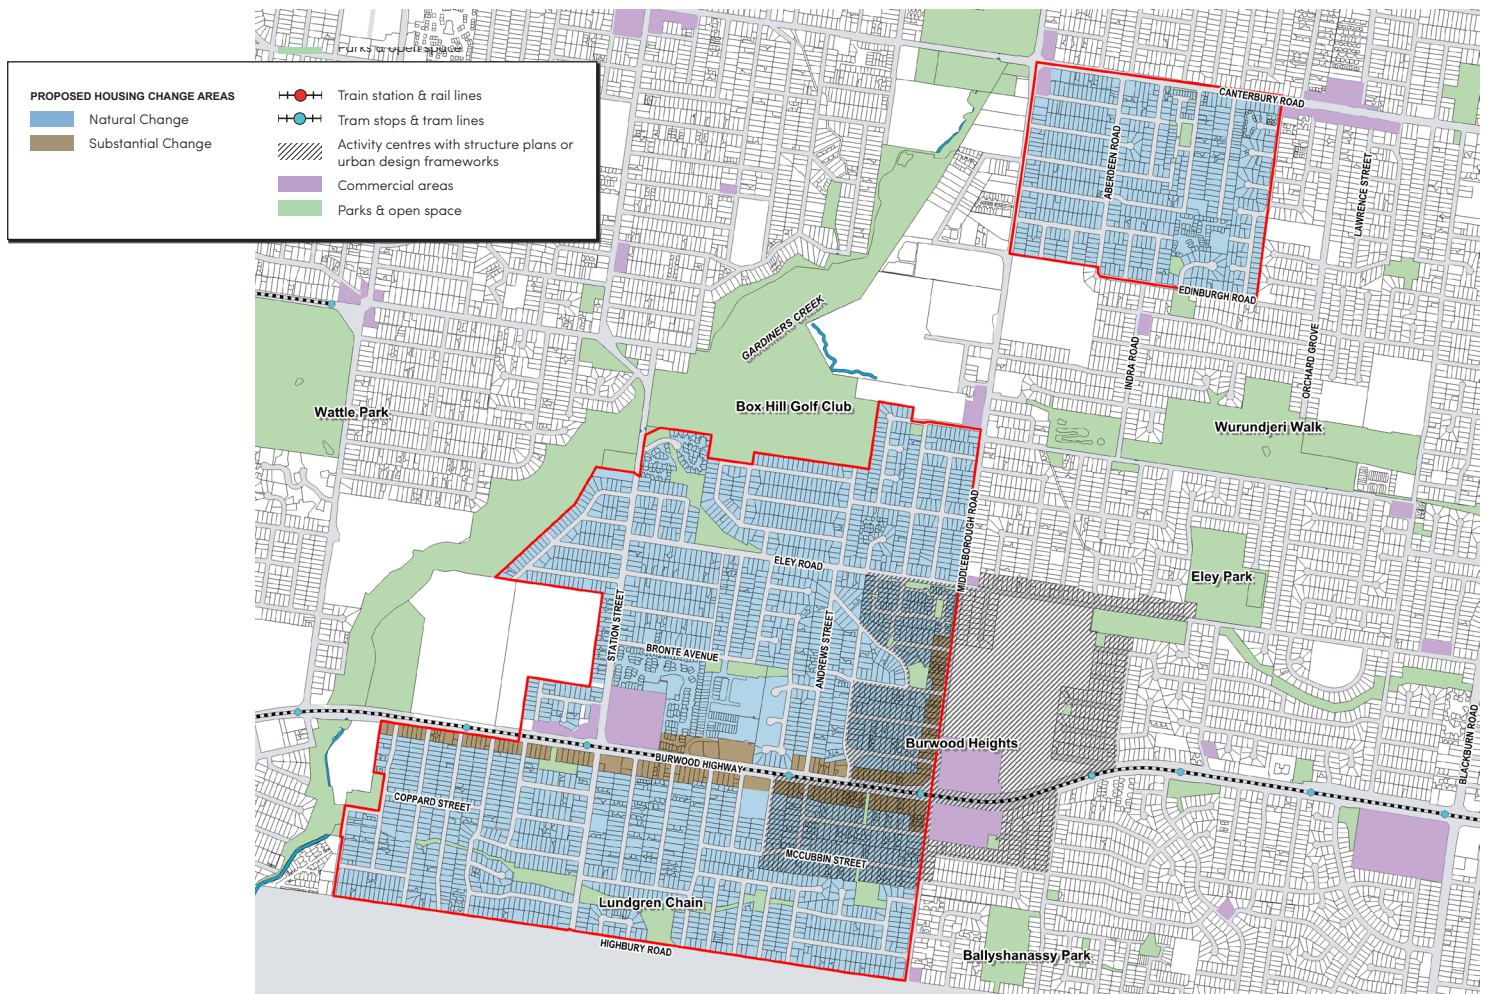 Parks & open space
PROPOSED HOUSING CHANGE AREAS
Natural Change
Substantial Change
Train station & rail lines
Tram stops & tram lines
Activity centres with structure plans or
urban design frameworks
Commercial areas
Parks & open space
CANTERBURY ROAD
ABERDEEN ROAD
LAWRENCE STREET
EDINBURGH ROAD
GARDINERS CREEK
INDRA ROAD
ORCHARD GROVE
Wattle Park
Box Hill Golf Club
Wurundjeri Walk
MIDDLEBOROUGH ROAD
ELEY ROAD
Eley Park
STATION STREET
ANDREWS STREET
BRONTE AVENUE
BLACKBURN ROAD
Burwood Heights
BURWOOD HIGHWAY
COPPARD STREET
MCCUBBIN STREET
Lundgren Chain
HIGHBURY ROAD
Ballyshanassy Park